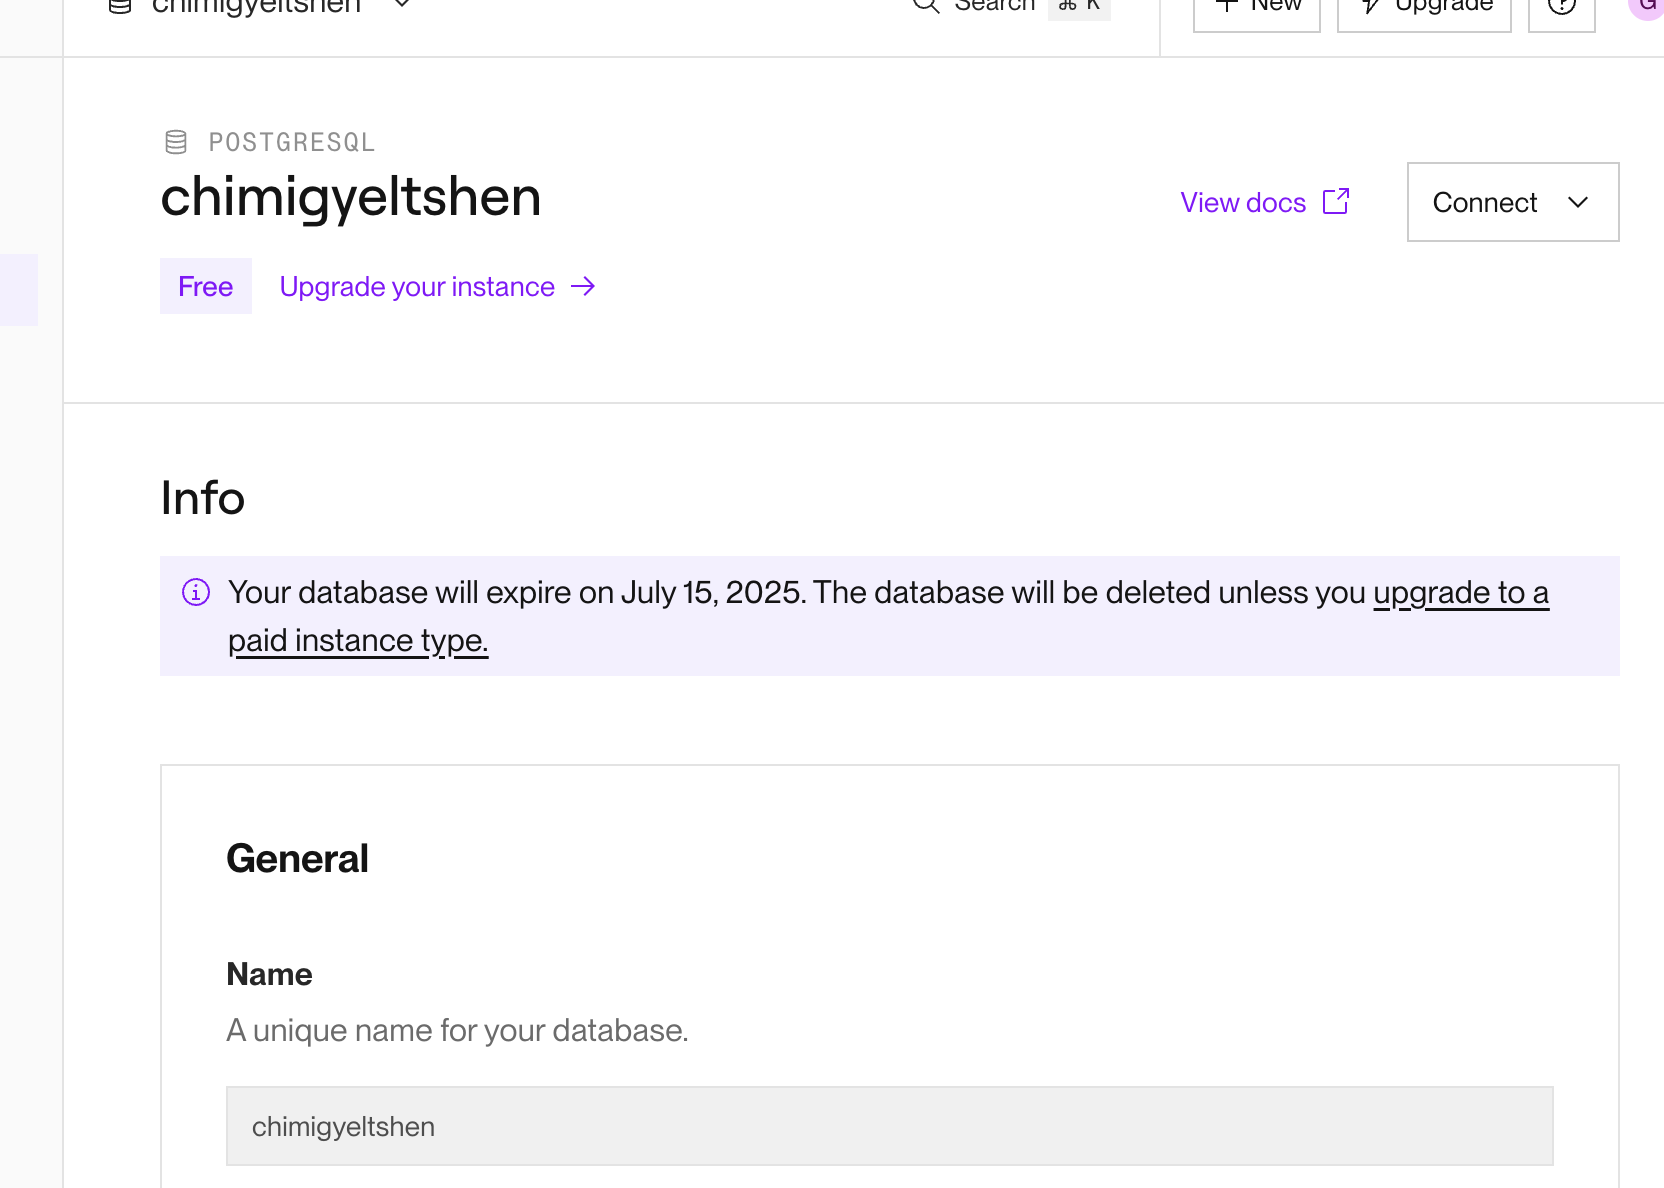 chimigyeltshen
Search ⌘ K
+ New
Upgrade
G
POSTGRESQL
chimigyeltshen
View docs
Connect
Free
Upgrade your instance →
Info
Your database will expire on July 15, 2025. The database will be deleted unless you upgrade to a
paid instance type.
General
Name
A unique name for your database.
chimigyeltshen